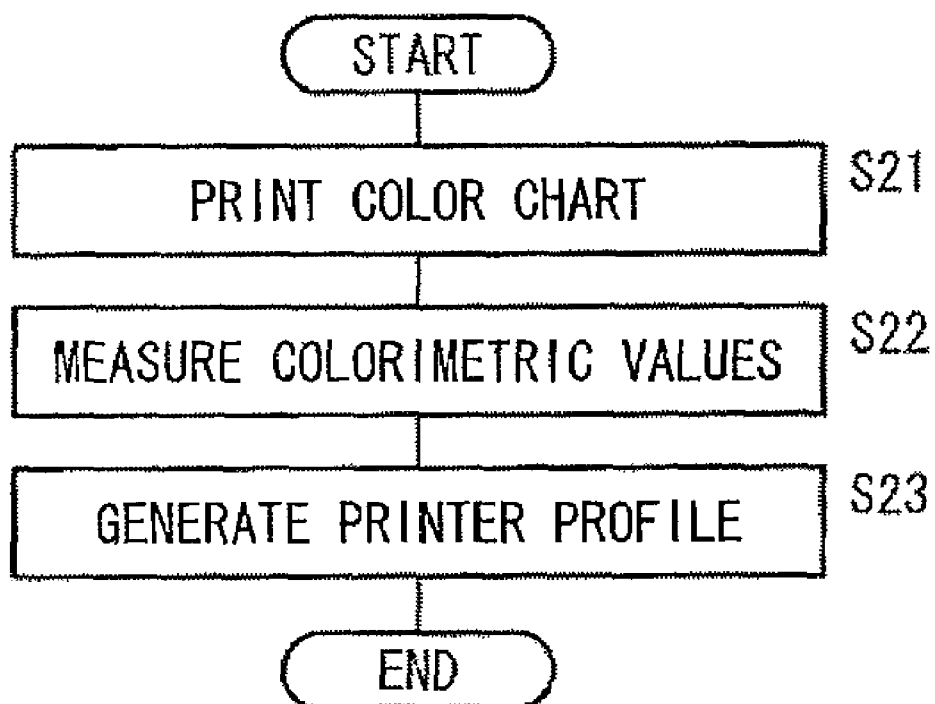 START
PRINT COLOR CHART S21
MEASURE COLORIMETRIC VALUES S22
GENERATE PRINTER PROFILE S23
END